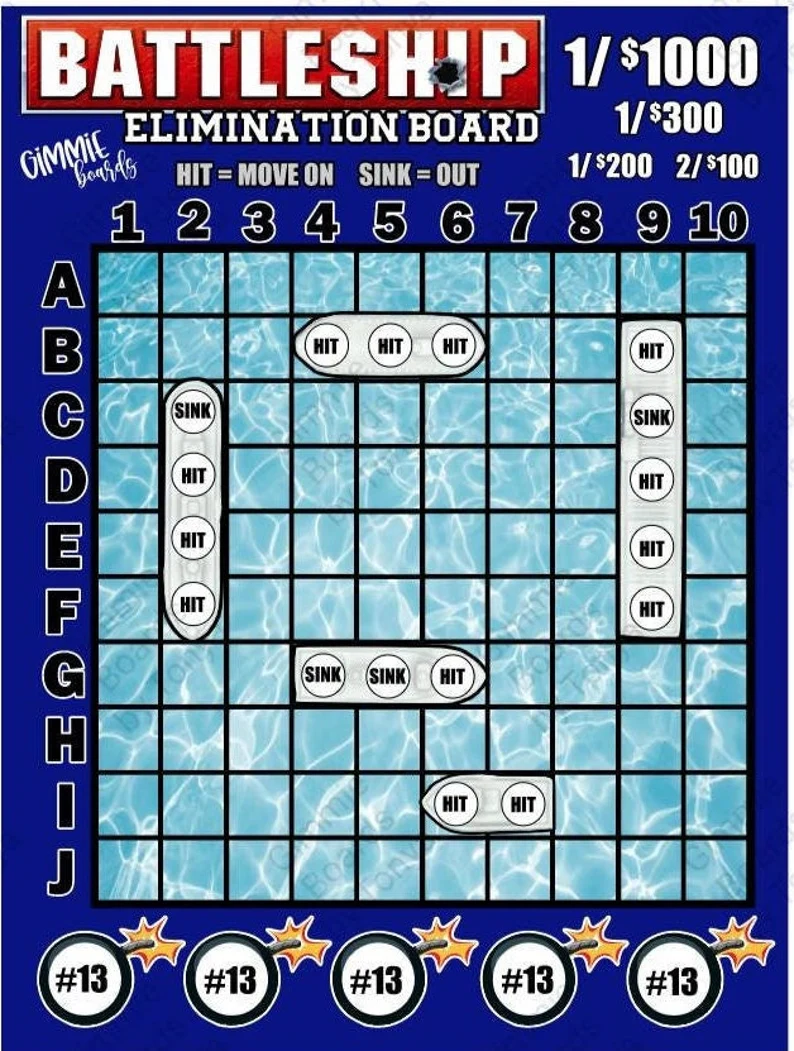 BATTLESHIP
1/ $1000
ELIMINATION BOARD
1/$300
GiMMiE
boards
HIT = MOVE ON SINK = OUT
1/ $200 2/ $100
1 2 3 4 5 6 7 8 9 10
A
B HIT HIT HIT HIT
C SINK SINK
D HIT HIT
E HIT HIT
F HIT HIT
G SINK SINK HIT
H
I HIT HIT
J
#13 #13 #13 #13 #13